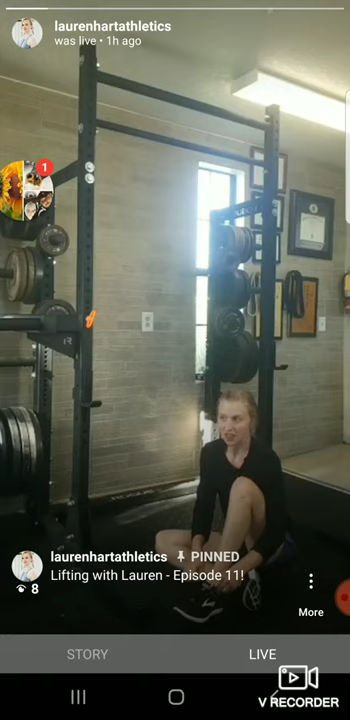 laurenhartathletics
was live • 1h ago
1
laurenhartathletics PINNED
Lifting with Lauren - Episode 11!
8
More
STORY
LIVE
V RECORDER